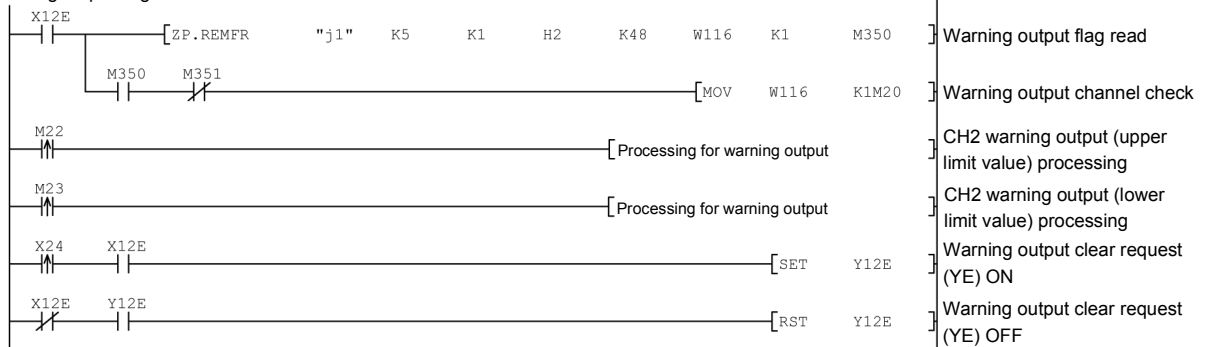 X12E
ZP.REMFR "j1" K5 K1 H2 K48 W116 K1 M350 Warning output flag read
M350 M351
MOV W116 K1M20 Warning output channel check
M22
Processing for warning output
CH2 warning output (upper
limit value) processing
M23
Processing for warning output
CH2 warning output (lower
limit value) processing
X24 X12E
SET Y12E
Warning output clear request
(YE) ON
X12E Y12E
RST Y12E
Warning output clear request
(YE) OFF